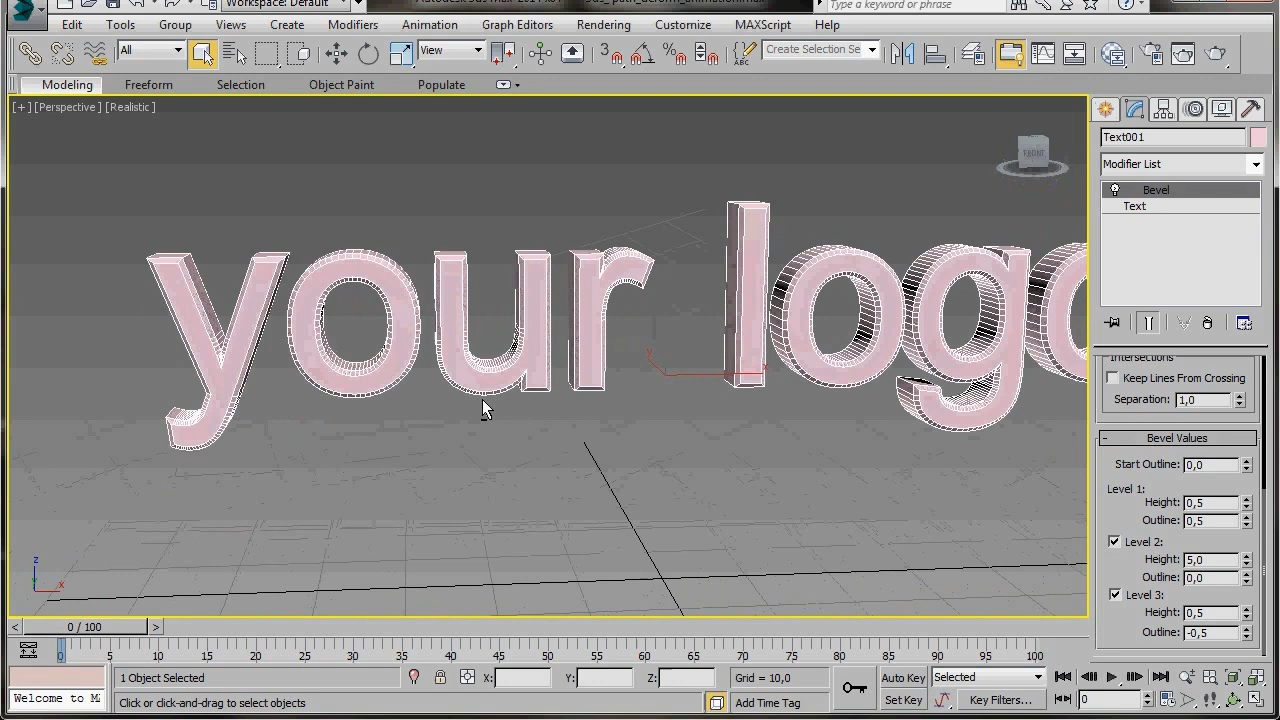 Workspace: Default
Type a keyword or phrase
Edit Tools Group Views Create Modifiers Animation Graph Editors Rendering Customize MAXScript Help
All View Create Selection Se
Modeling Freeform Selection Object Paint Populate
[+] [Perspective] [Realistic]
FRONT
your logo
Text001
Modifier List
Bevel
Text
Intersections
Keep Lines From Crossing
Separation: 1,0
- Bevel Values
Start Outline: 0,0
Level 1:
Height: 0,5
Outline: 0,5
Level 2:
Height: 5,0
Outline: 0,0
Level 3:
Height: 0,5
Outline: -0,5
z
x
< 0 / 100 >
0 5 10 15 20 25 30 35 40 45 50 55 60 65 70 75 80 85 90 95 100
1 Object Selected X: Y: Z: Grid = 10,0 Auto Key Selected
Welcome to M Click or click-and-drag to select objects Add Time Tag Set Key Key Filters... 0